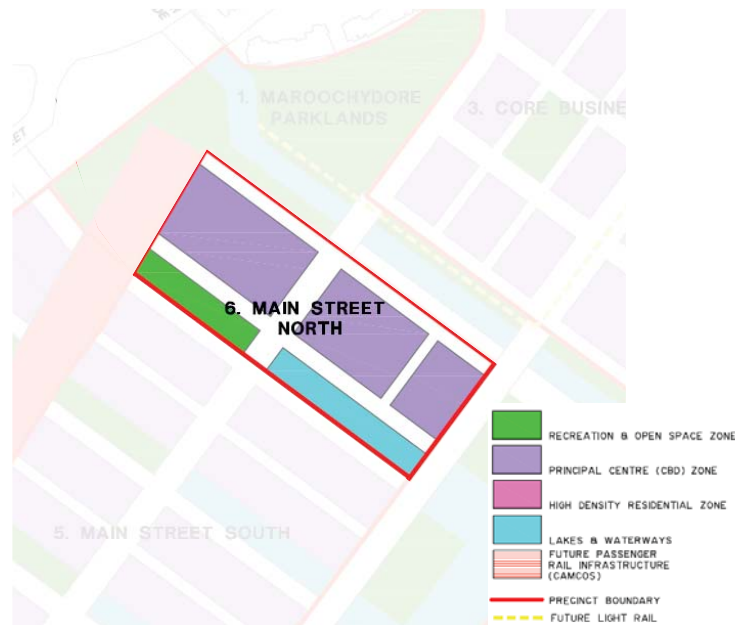 1. MAROOCHYDORE
PARKLANDS
3. CORE BUSINE
6. MAIN STREET
NORTH
5. MAIN STREET SOUTH
RECREATION & OPEN SPACE ZONE
PRINCIPAL CENTRE (CBD) ZONE
HIGH DENSITY RESIDENTIAL ZONE
LAKES & WATERWAYS
FUTURE PASSENGER
RAIL INFRASTRUCTURE
(CAMCOS)
PRECINCT BOUNDARY
FUTURE LIGHT RAIL